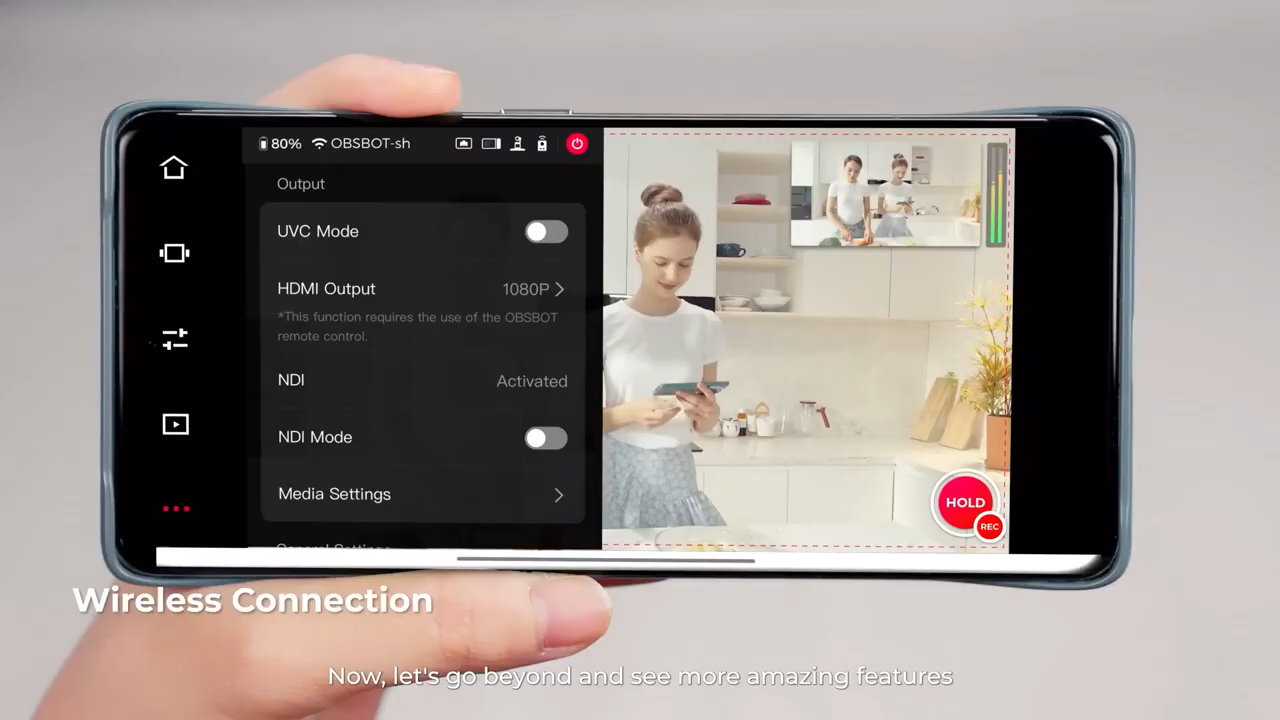 80% OBSBOT-sh
Output
UVC Mode
HDMI Output 1080P
*This function requires the use of the OBSBOT
remote control.
NDI Activated
NDI Mode
Media Settings
General Settings
HOLD
REC
Wireless Connection
Now, let's go beyond and see more amazing features